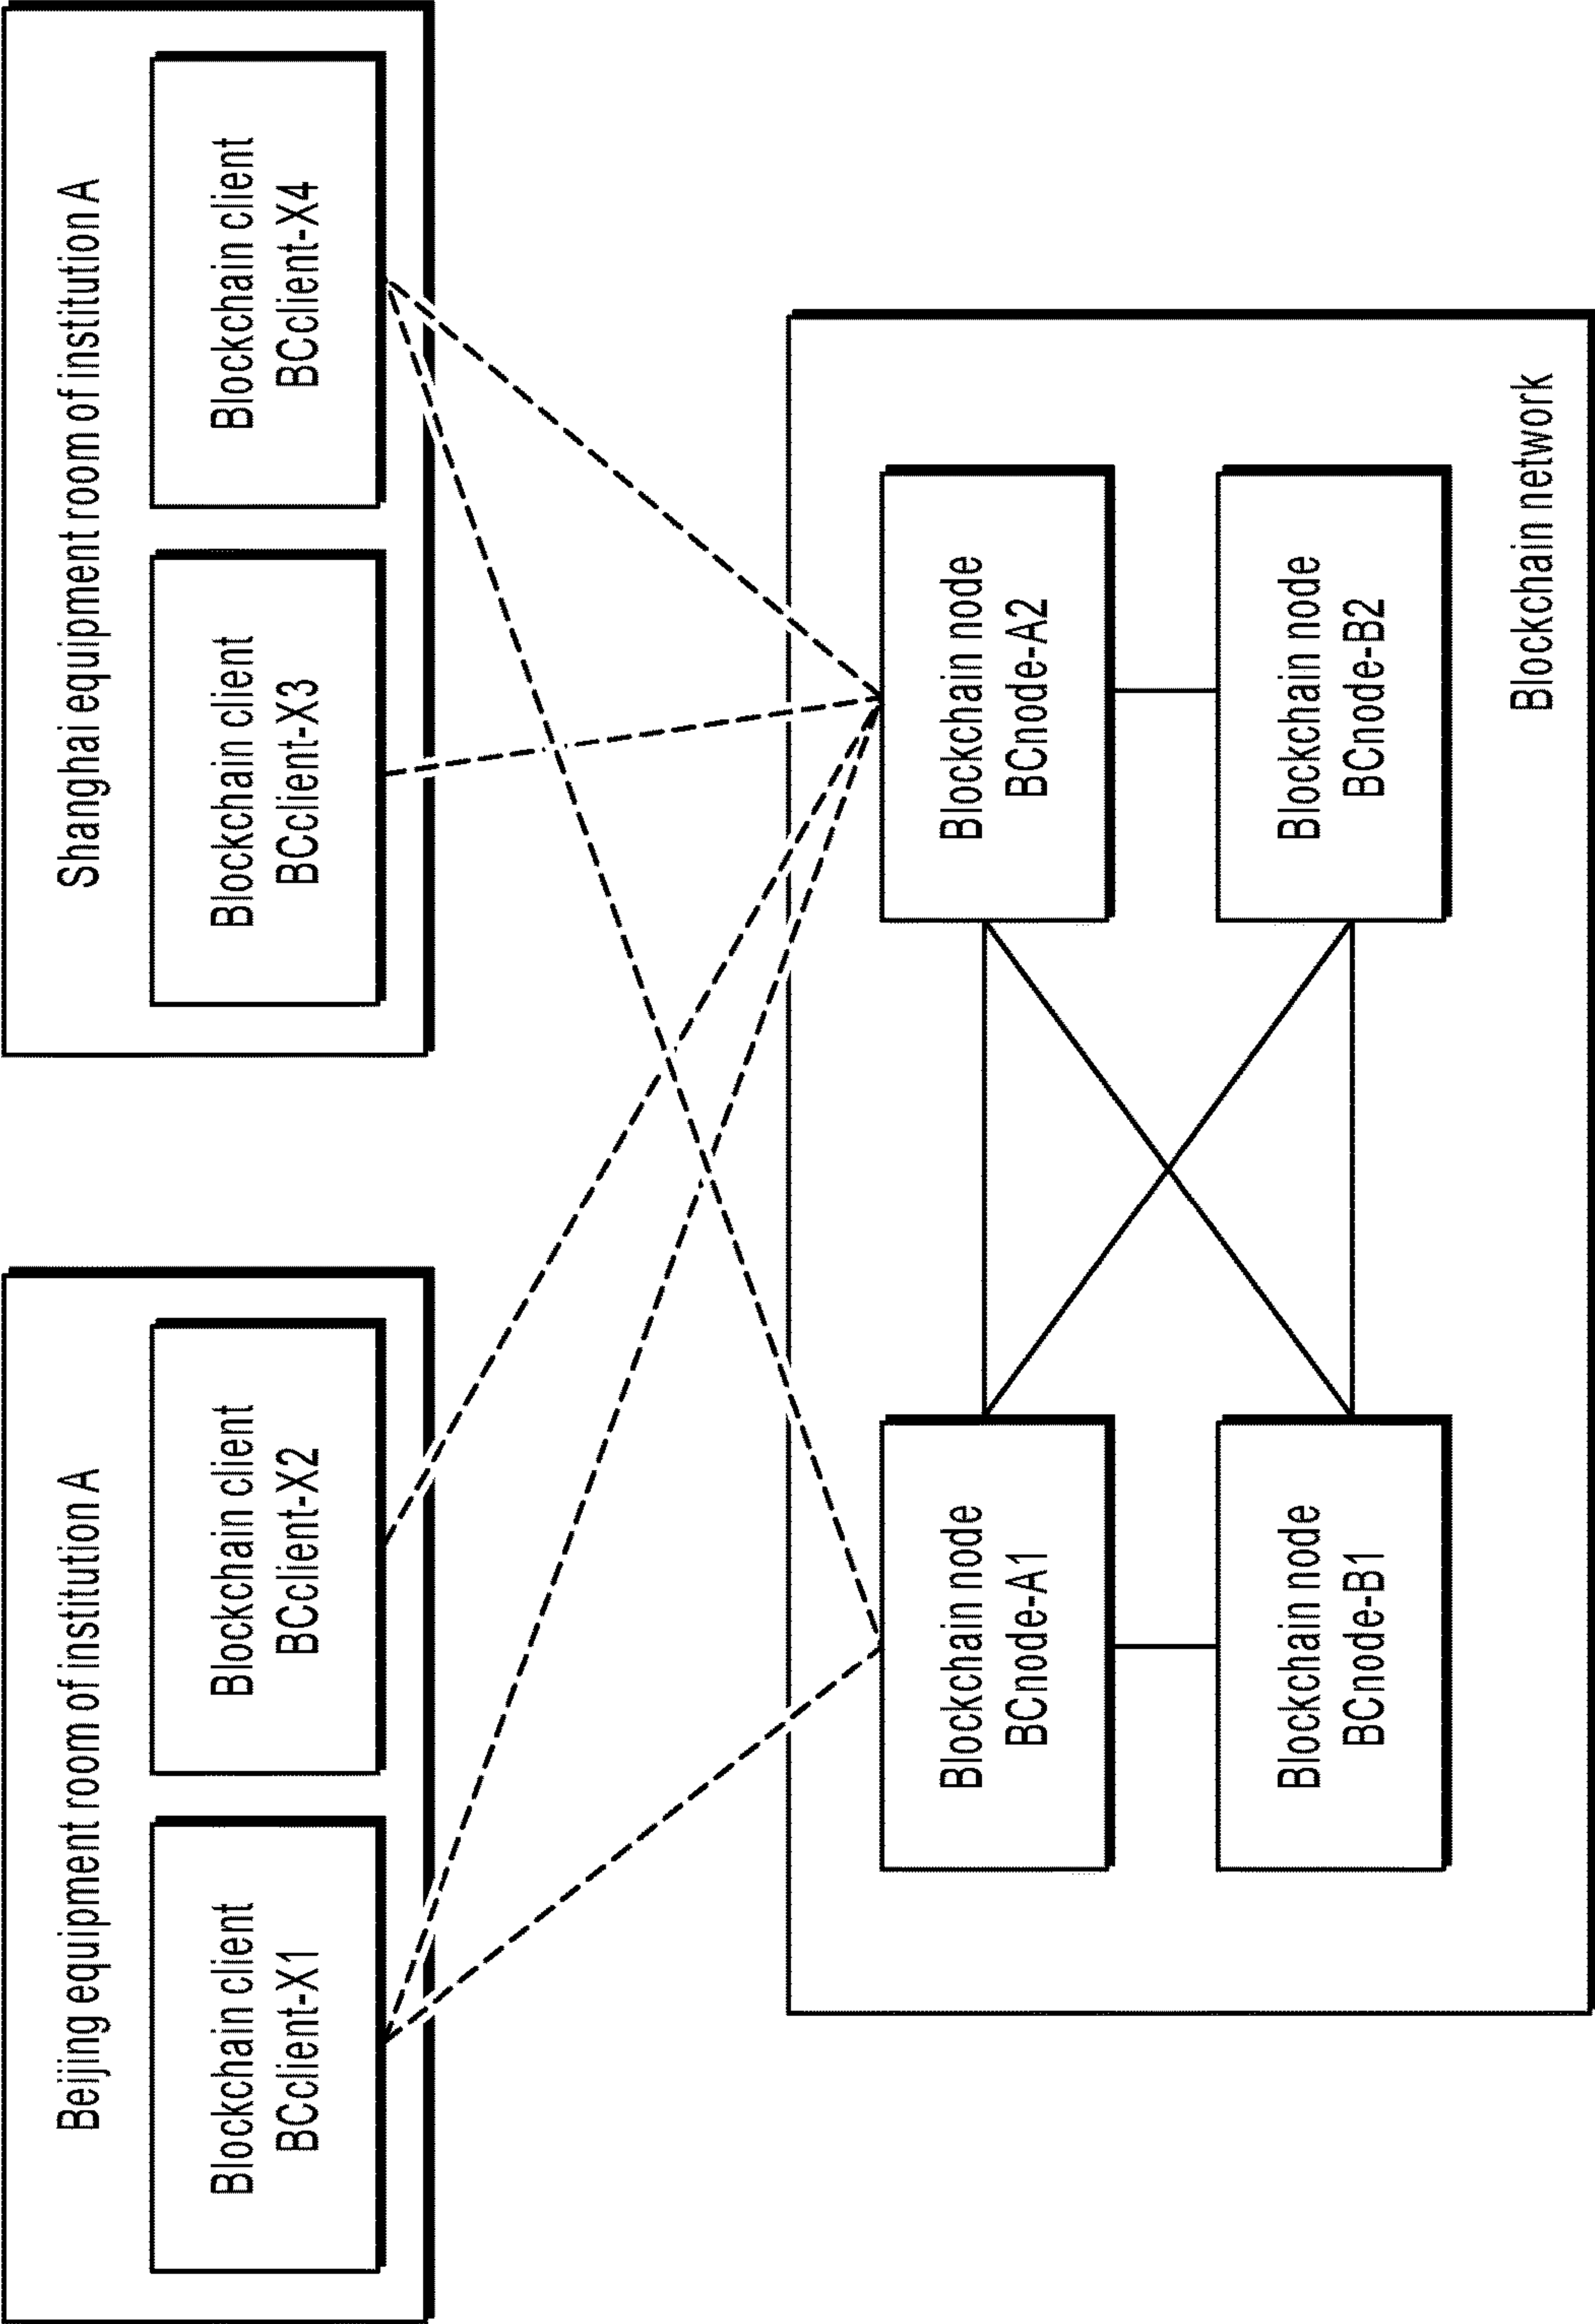 Beijing equipment room of institution A
Blockchain client
BCclient-X1
Blockchain client
BCclient-X2
Shanghai equipment room of institution A
Blockchain client
BCclient-X3
Blockchain client
BCclient-X4
Blockchain node
BCnode-A1
Blockchain node
BCnode-A2
Blockchain node
BCnode-B1
Blockchain node
BCnode-B2
Blockchain network